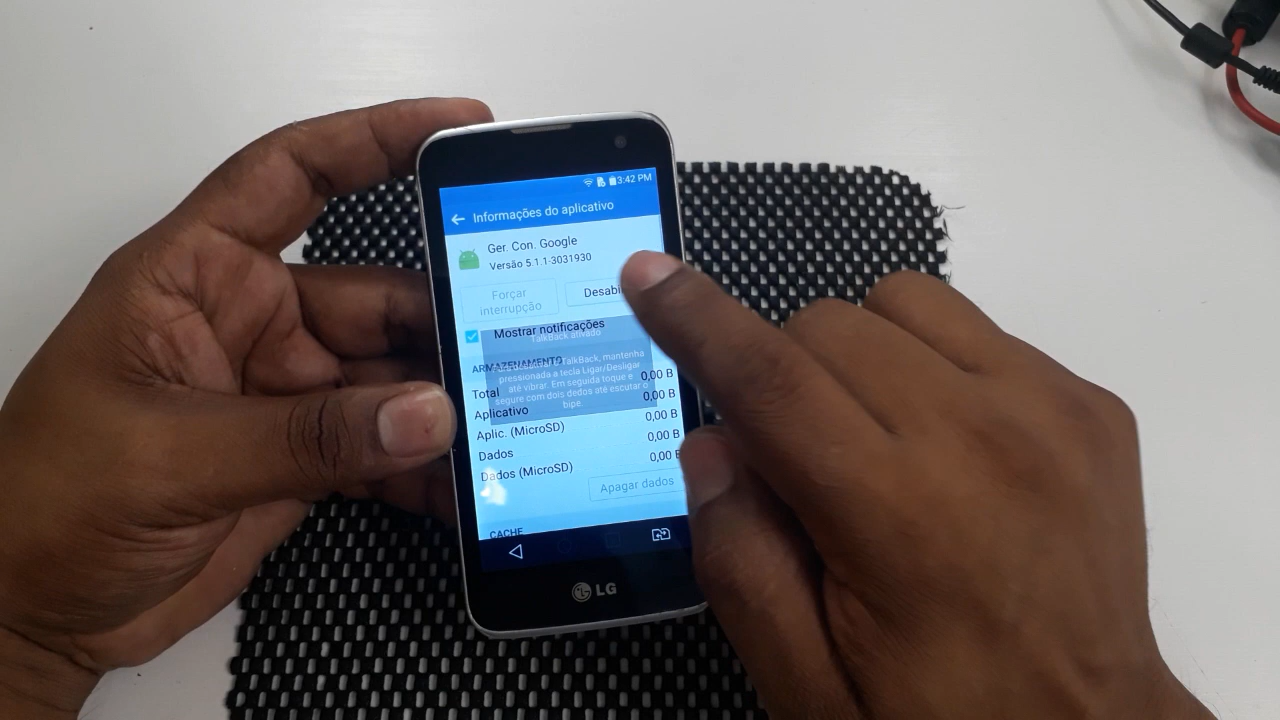 3:42 PM
Informações do aplicativo
Ger. Con. Google
Versão 5.1.1-3031930
Forçar
interrupção
Desabi
Mostrar notificações
TalkBack ativado
ARMAZENAMENTO
TalkBack, mantenha
pressionada a tecla Ligar/Desligar
até vibrar. Em seguida toque e
segure com dois dedos até escutar o
bipe.
Total
0,00 B
Aplicativo
0,00 B
Aplic. (MicroSD)
0,00 B
Dados
0,00 B
Dados (MicroSD)
0,00 B
Apagar dados
CACHE
LG